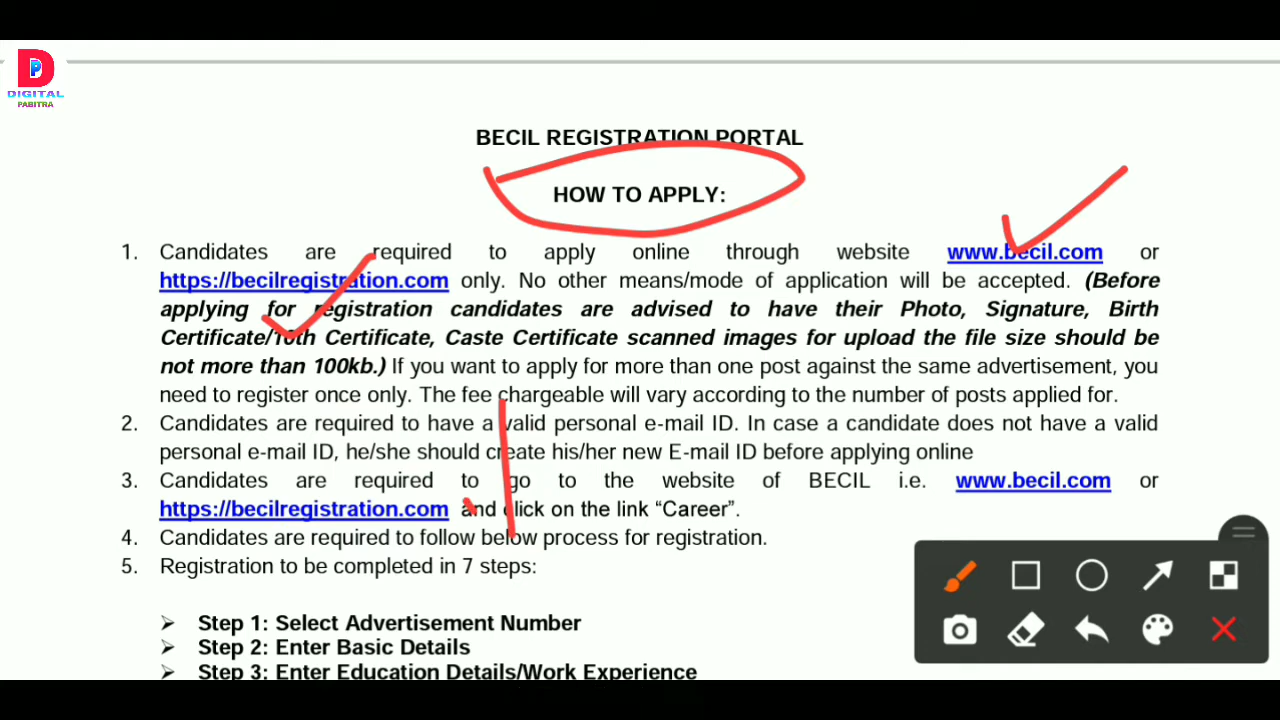 DIGITAL
PABITRA
BECIL REGISTRATION PORTAL
HOW TO APPLY:
1. Candidates are required to apply online through website www.becil.com or
https://becilregistration.com only. No other means/mode of application will be accepted. (Before
applying for registration candidates are advised to have their Photo, Signature, Birth
Certificate/10th Certificate, Caste Certificate scanned images for upload the file size should be
not more than 100kb.) If you want to apply for more than one post against the same advertisement, you
need to register once only. The fee chargeable will vary according to the number of posts applied for.
2. Candidates are required to have a valid personal e-mail ID. In case a candidate does not have a valid
personal e-mail ID, he/she should create his/her new E-mail ID before applying online
3. Candidates are required to go to the website of BECIL i.e. www.becil.com or
https://becilregistration.com and click on the link “Career”.
4. Candidates are required to follow below process for registration.
5. Registration to be completed in 7 steps:
➢ Step 1: Select Advertisement Number
➢ Step 2: Enter Basic Details
➢ Step 3: Enter Education Details/Work Experience